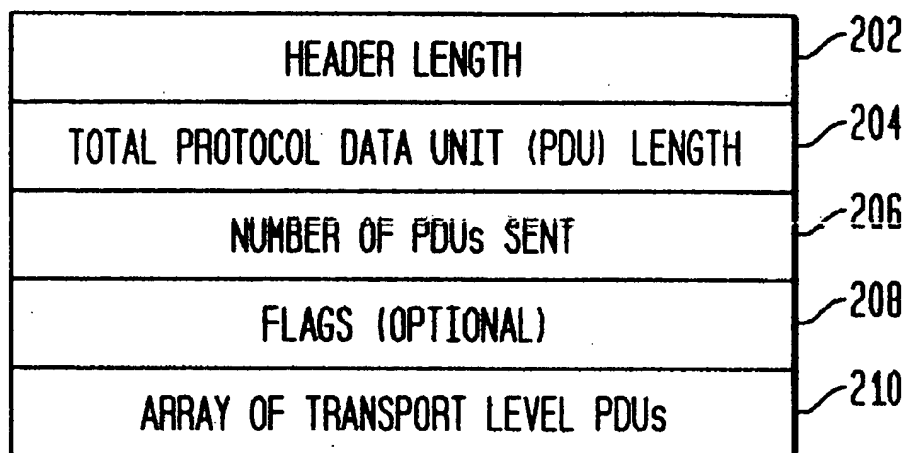 HEADER LENGTH 202
TOTAL PROTOCOL DATA UNIT (PDU) LENGTH 204
NUMBER OF PDUs SENT 206
FLAGS (OPTIONAL) 208
ARRAY OF TRANSPORT LEVEL PDUs 210